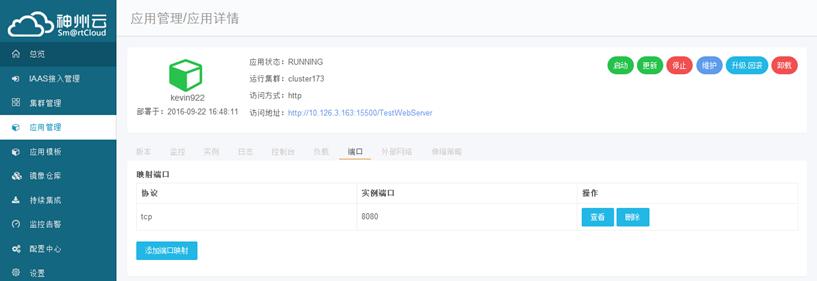 神州云
Sm@rtCloud
总览
IAAS接入管理
集群管理
应用管理
应用模板
镜像仓库
持续集成
监控告警
配置中心
设置
应用管理/应用详情
kevin922
部署于：2016-09-22 16:48:11
应用状态：RUNNING
运行集群：cluster173
访问方式：http
访问地址：http://10.126.3.163:15500/TestWebServer
启动 更新 停止 维护 升级.回滚 卸载
版本 监控 实例 日志 控制台 负载 端口 外部网络 伸缩策略
映射端口
协议 实例端口 操作
tcp 8080 查看 删除
添加端口映射